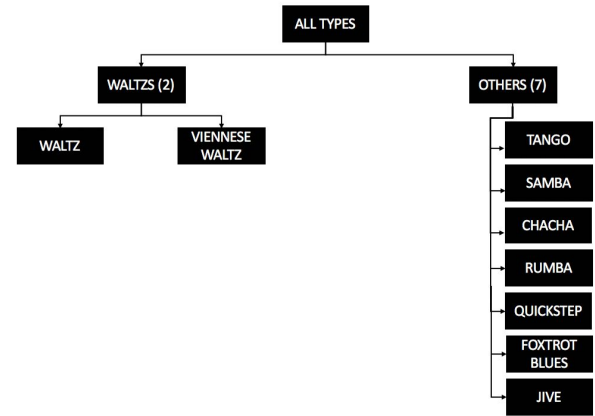 ALL TYPES
WALTZS (2)
OTHERS (7)
WALTZ
VIENNESE
WALTZ
TANGO
SAMBA
CHACHA
RUMBA
QUICKSTEP
FOXTROT
BLUES
JIVE